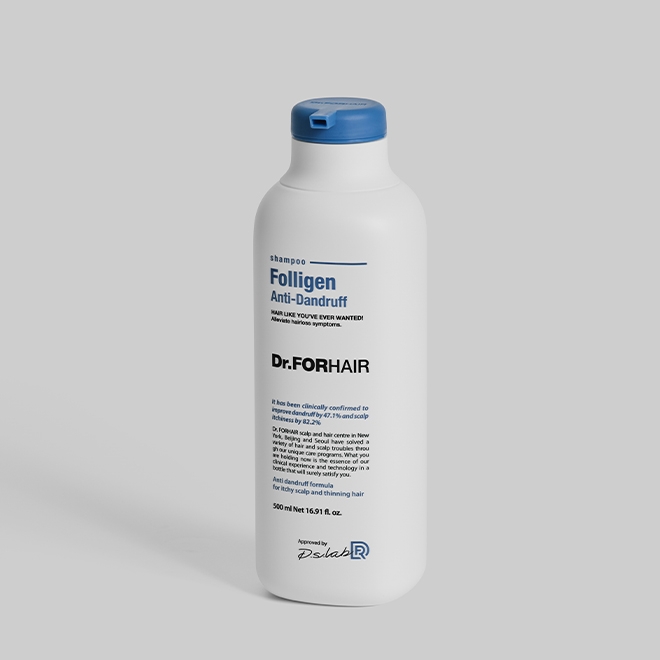 shampoo
Folligen
Anti-Dandruff
HAIR LIKE YOU'VE EVER WANTED!
Alleviate hairloss symptoms.
Dr.FORHAIR
It has been clinically confirmed to
improve dandruff by 47.1% and scalp
itchiness by 82.2%
Dr.FORHAIR scalp and hair centre in New
York, Beijing and Seoul have solved a
variety of hair and scalp troubles throu
gh our unique care programs. What you
are holding now is the essence of our
clinical experience and technology in a
bottle that will surely satisfy you.
Anti dandruff formula
for itchy scalp and thinning hair
500 ml Net 16.91 fl. oz.
Approved by
D.s.lab DR